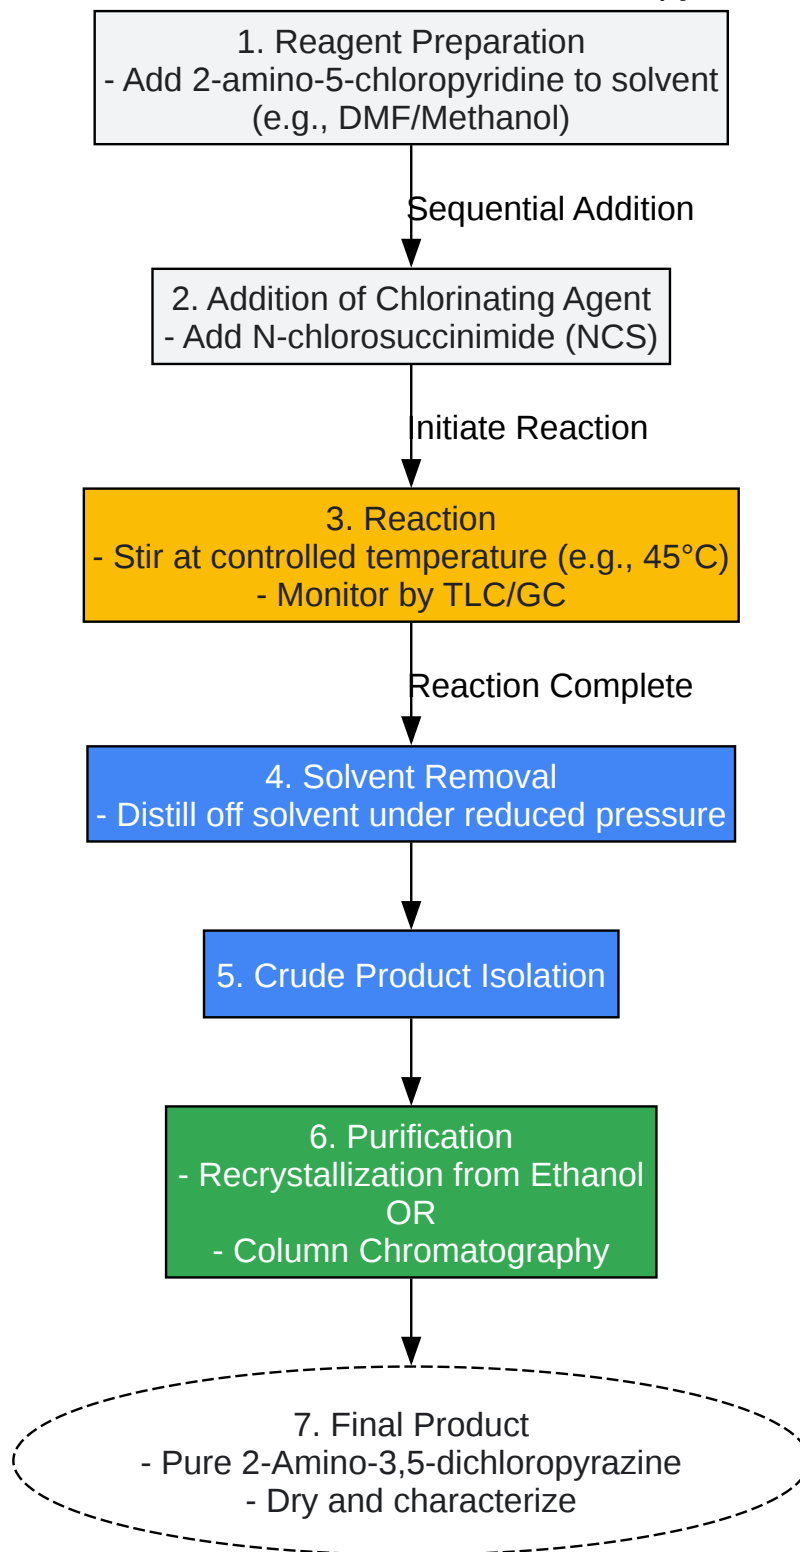 1. Reagent Preparation
- Add 2-amino-5-chloropyridine to solvent
(e.g., DMF/Methanol)
Sequential Addition
2. Addition of Chlorinating Agent
- Add N-chlorosuccinimide (NCS)
Initiate Reaction
3. Reaction
- Stir at controlled temperature (e.g., 45°C)
- Monitor by TLC/GC
Reaction Complete
4. Solvent Removal
- Distill off solvent under reduced pressure
5. Crude Product Isolation
6. Purification
- Recrystallization from Ethanol
OR
- Column Chromatography
7. Final Product
- Pure 2-Amino-3,5-dichloropyrazine
- Dry and characterize